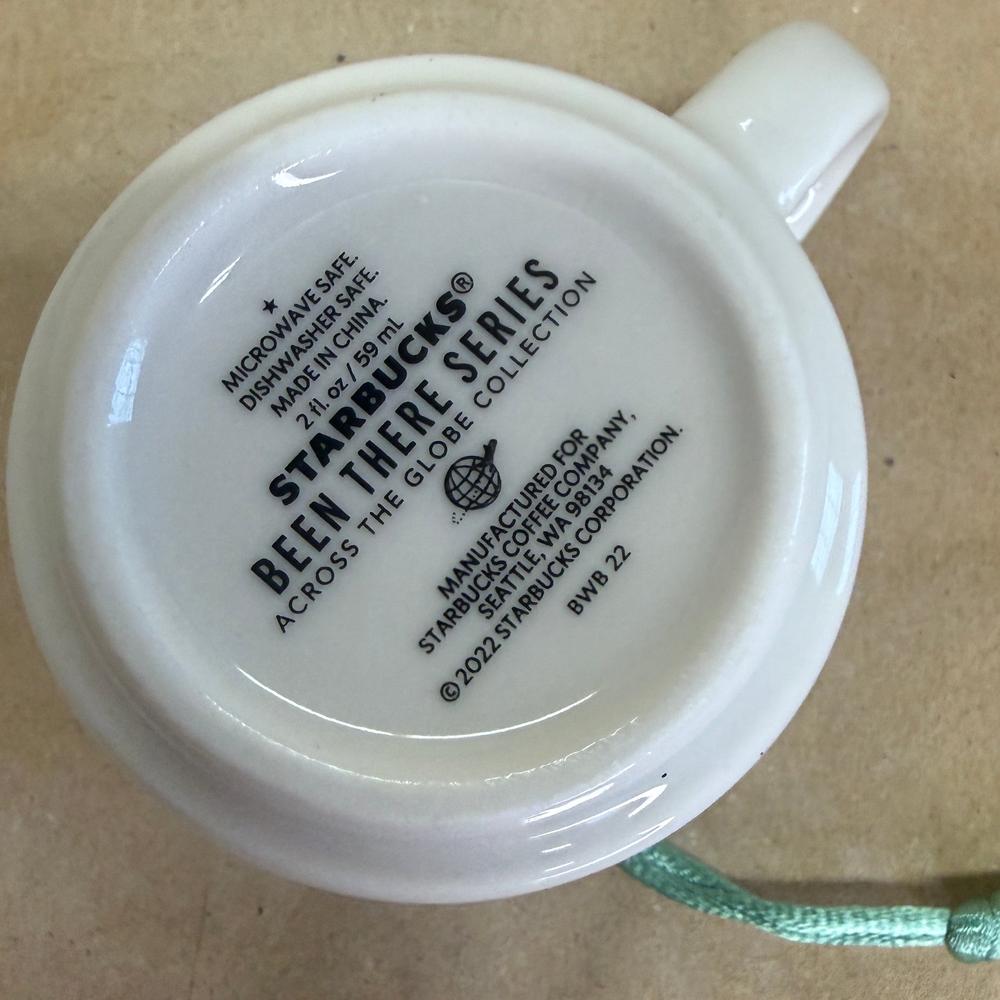 ★
MICROWAVE SAFE.
DISHWASHER SAFE.
MADE IN CHINA.
2 fl. oz / 59 mL
STARBUCKS®
BEEN THERE SERIES
ACROSS THE GLOBE COLLECTION
MANUFACTURED FOR
STARBUCKS COFFEE COMPANY,
SEATTLE, WA 98134
©2022 STARBUCKS CORPORATION.
BWB 22